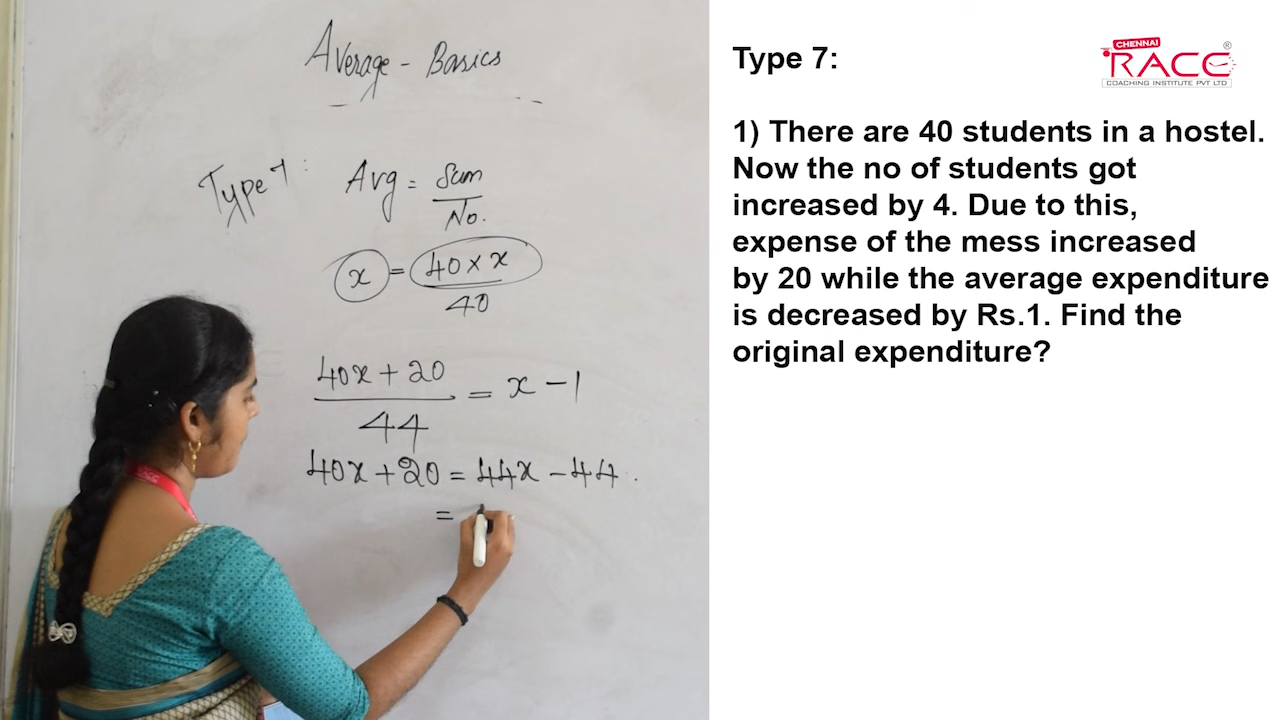 Average - Basics
Type 7:
Avg = Sum
No.
x = 40 × x
40
40x + 20 = x - 1
44
40x + 20 = 44x - 44
=
CHENNAI
RACE ®
COACHING INSTITUTE PVT LTD
Type 7:
1) There are 40 students in a hostel.
Now the no of students got
increased by 4. Due to this,
expense of the mess increased
by 20 while the average expenditure
is decreased by Rs.1. Find the
original expenditure?